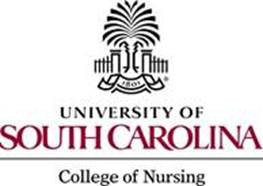 1801
UNIVERSITY OF
SOUTH CAROLINA
College of Nursing